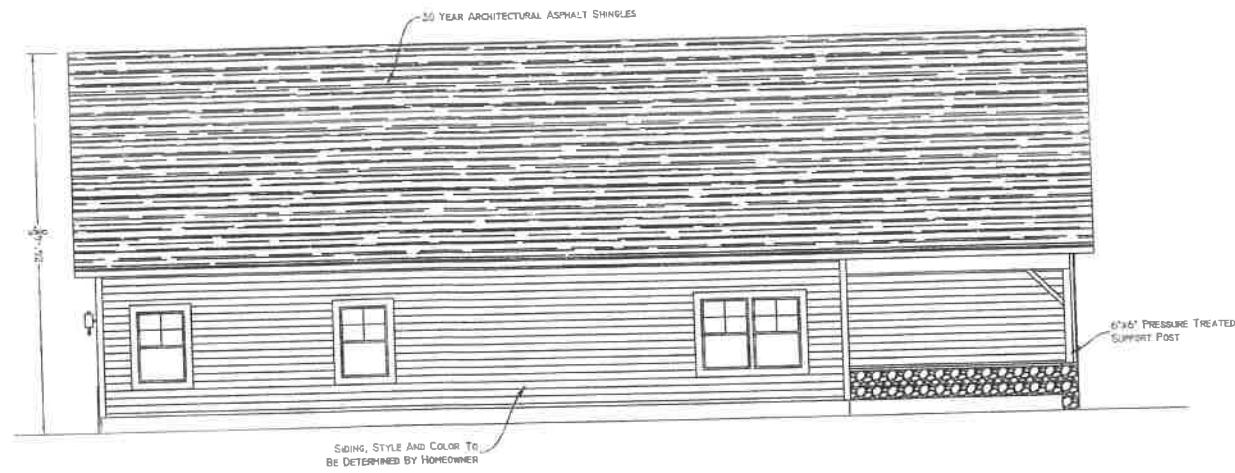 30 YEAR ARCHITECTURAL ASPHALT SHINGLES
6"X6" PRESSURE TREATED
SUPPORT POST
SIDING, STYLE AND COLOR TO
BE DETERMINED BY HOMEOWNER